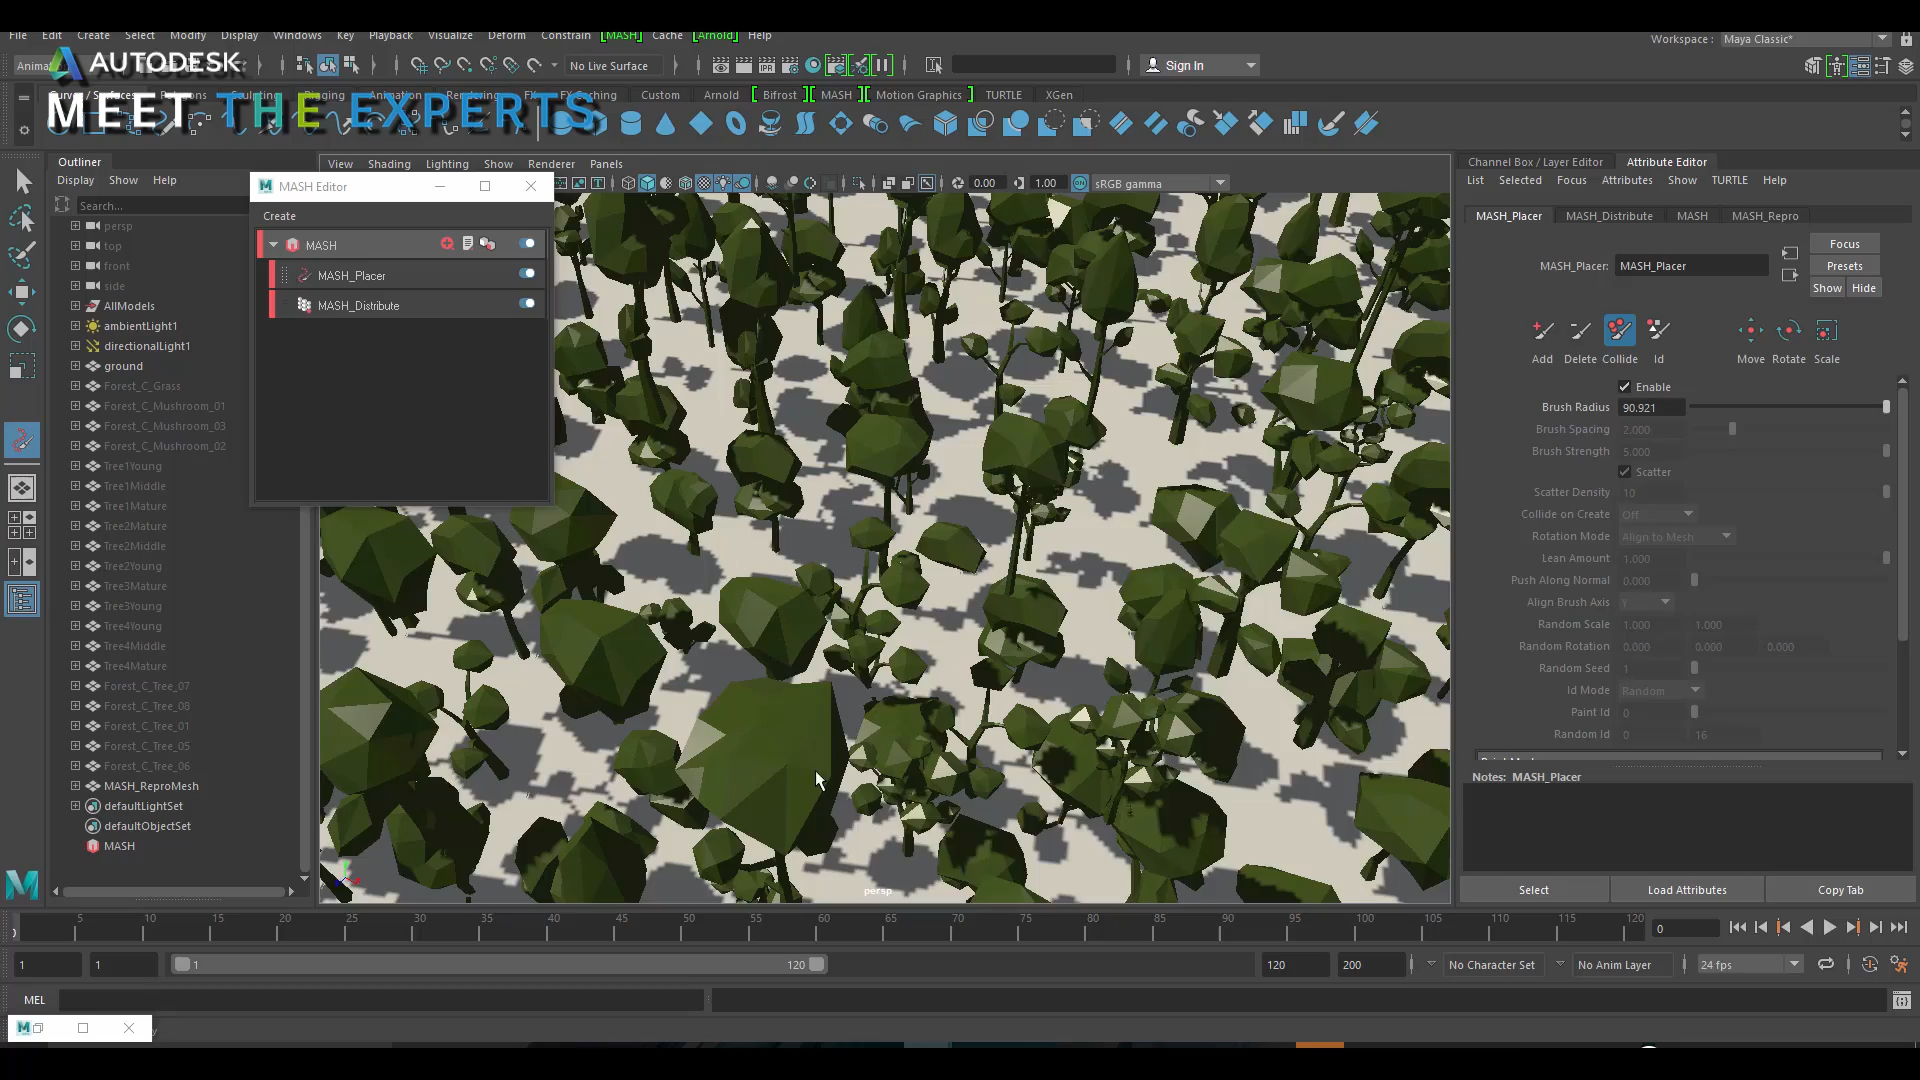 File Edit Create Select Modify Display Windows Key Playback Visualize Deform Constrain [MASH] Cache [Arnold] Help
Workspace : Maya Classic*
AUTODESK
No Live Surface
Sign In
MEET THE EXPERTS
Custom Arnold Bifrost MASH Motion Graphics TURTLE XGen
Outliner
Display Show Help
Search...
persp
top
front
side
AllModels
ambientLight1
directionalLight1
ground
Forest_C_Grass
Forest_C_Mushroom_01
Forest_C_Mushroom_03
Forest_C_Mushroom_02
Tree1Young
Tree1Middle
Tree1Mature
Tree2Mature
Tree2Middle
Tree2Young
Tree3Mature
Tree3Young
Tree4Young
Tree4Middle
Tree4Mature
Forest_C_Tree_07
Forest_C_Tree_08
Forest_C_Tree_01
Forest_C_Tree_05
Forest_C_Tree_06
MASH_ReproMesh
defaultLightSet
defaultObjectSet
MASH
View Shading Lighting Show Renderer Panels
0.00 1.00 sRGB gamma
MASH Editor
Create
MASH
MASH_Placer
MASH_Distribute
persp
Channel Box / Layer Editor Attribute Editor
List Selected Focus Attributes Show TURTLE Help
MASH_Placer MASH_Distribute MASH MASH_Repro
MASH_Placer: MASH_Placer
Focus
Presets
Show Hide
Add Delete Collide Id Move Rotate Scale
Enable
Brush Radius 90.921
Brush Spacing 2.000
Brush Strength 5.000
Scatter
Scatter Density 10
Collide on Create Off
Rotation Mode Align to Mesh
Lean Amount 1.000
Push Along Normal 0.000
Align Brush Axis Y
Random Scale 1.000 1.000
Random Rotation 0.000 0.000 0.000
Random Seed 1
Id Mode Random
Paint Id 0
Random Id 0 16
Notes: MASH_Placer
Select Load Attributes Copy Tab
5 10 15 20 25 30 35 40 45 50 55 60 65 70 75 80 85 90 95 100 105 110 115 120
0
1 1 1 120 120 200 No Character Set No Anim Layer 24 fps
MEL